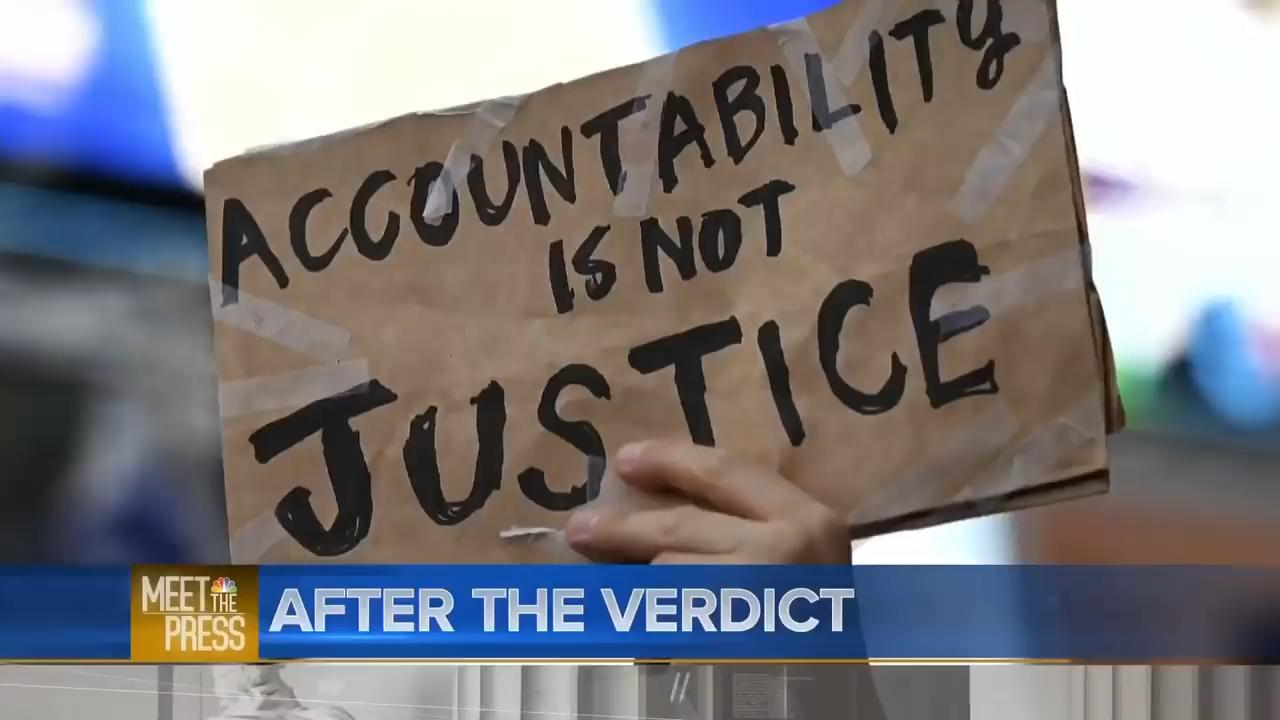 ACCOUNTABILITY
IS NOT
JUSTICE
MEET
THE
PRESS
AFTER THE VERDICT